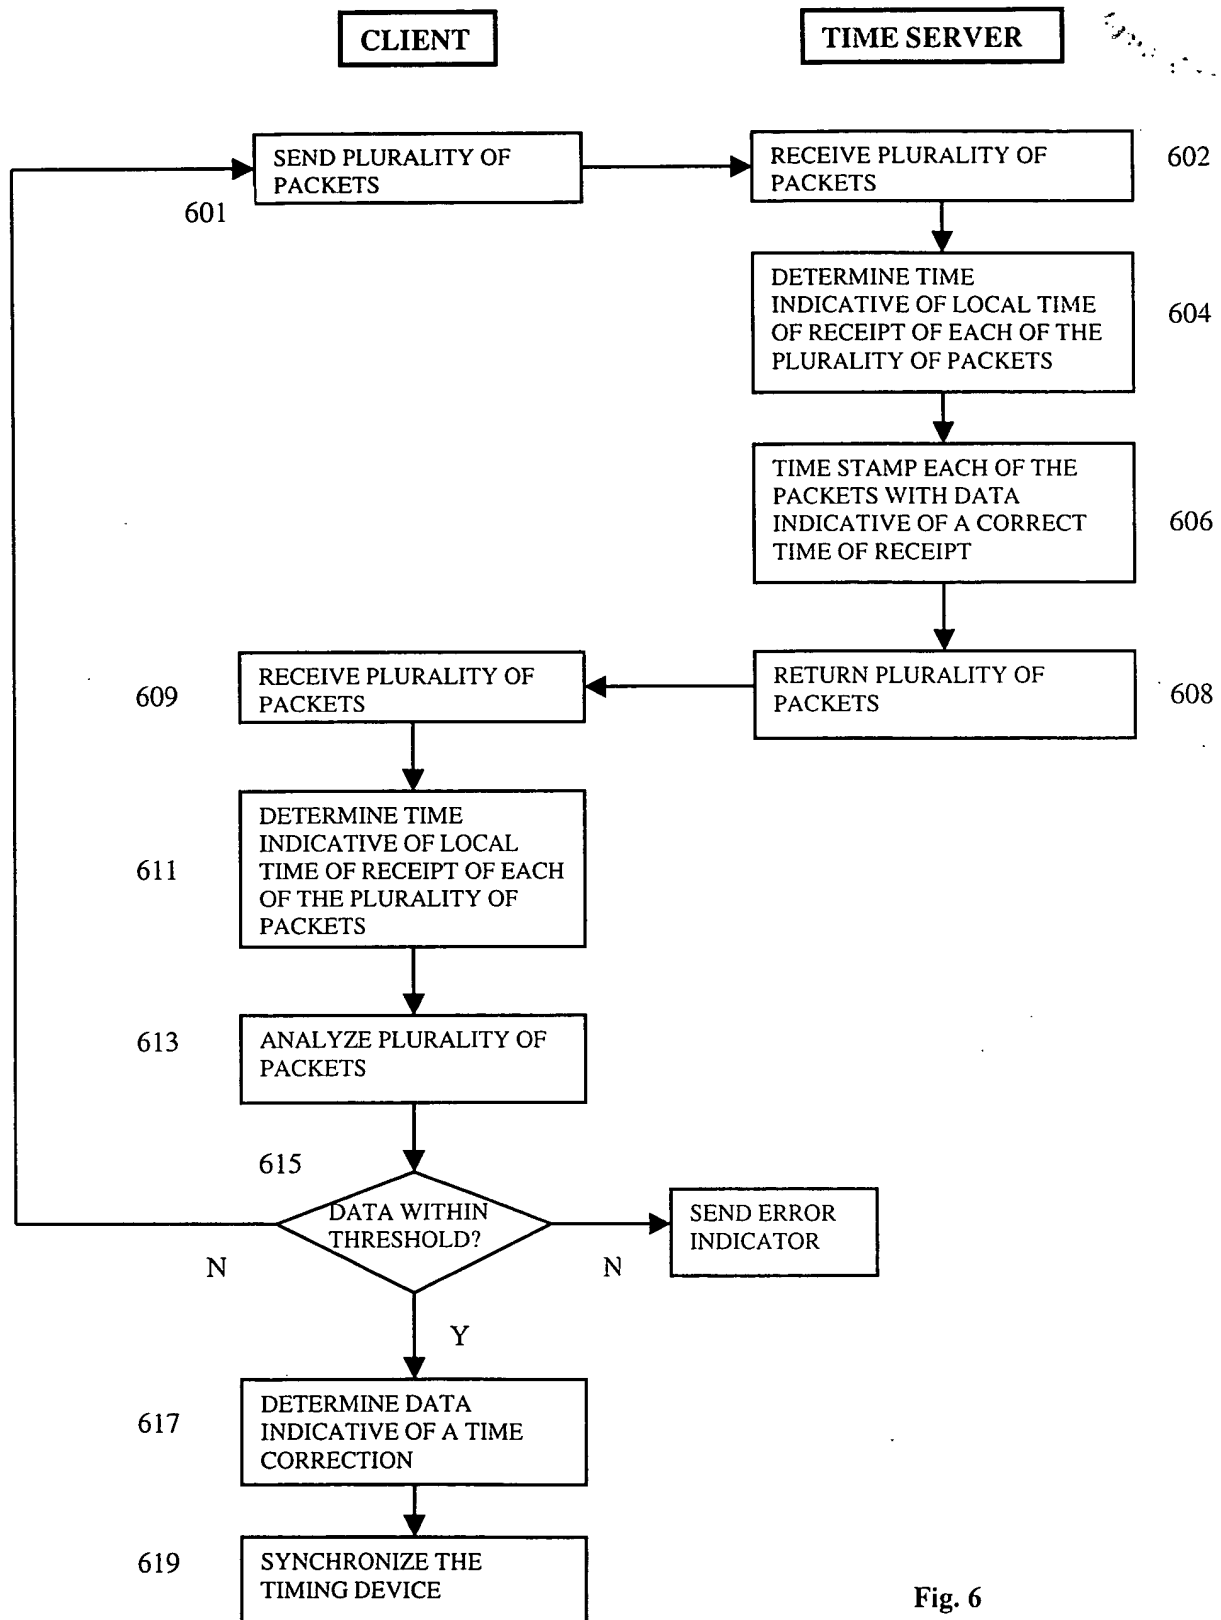 CLIENT
TIME SERVER
SEND PLURALITY OF
PACKETS
601
RECEIVE PLURALITY OF
PACKETS
602
DETERMINE TIME
INDICATIVE OF LOCAL TIME
OF RECEIPT OF EACH OF THE
PLURALITY OF PACKETS
604
TIME STAMP EACH OF THE
PACKETS WITH DATA
INDICATIVE OF A CORRECT
TIME OF RECEIPT
606
RETURN PLURALITY OF
PACKETS
608
609
RECEIVE PLURALITY OF
PACKETS
611
DETERMINE TIME
INDICATIVE OF LOCAL
TIME OF RECEIPT OF EACH
OF THE PLURALITY OF
PACKETS
613
ANALYZE PLURALITY OF
PACKETS
615
DATA WITHIN
THRESHOLD?
N
N
SEND ERROR
INDICATOR
Y
617
DETERMINE DATA
INDICATIVE OF A TIME
CORRECTION
619
SYNCHRONIZE THE
TIMING DEVICE
Fig. 6